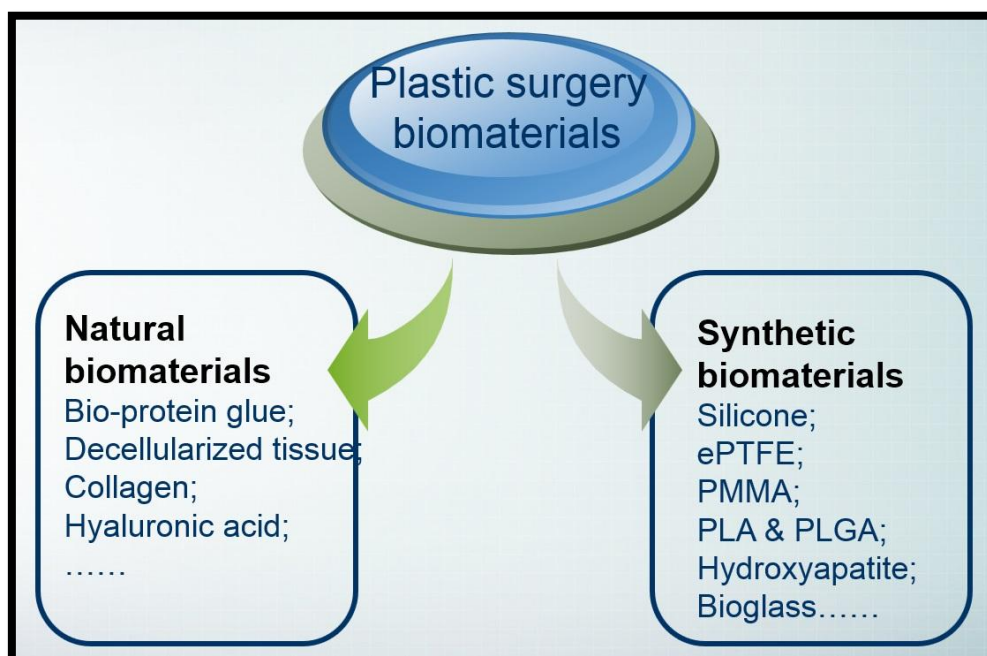 Plastic surgery
biomaterials
Natural
biomaterials
Bio-protein glue;
Decellularized tissue;
Collagen;
Hyaluronic acid;
……
Synthetic
biomaterials
Silicone;
ePTFE;
PMMA;
PLA & PLGA;
Hydroxyapatite;
Bioglass……